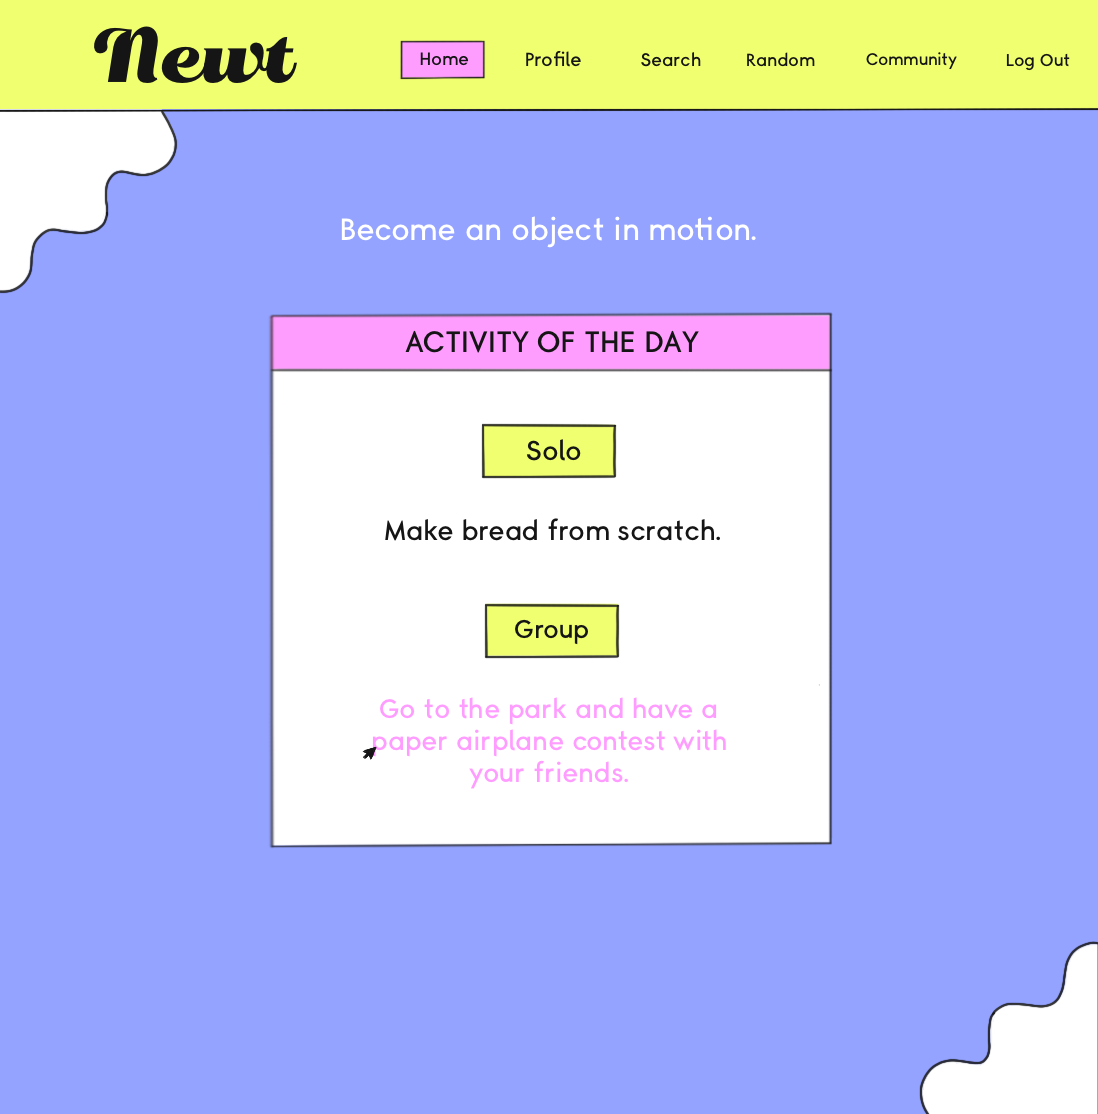 Newt
Home
Profile
Search
Random
Community
Log Out
Become an object in motion.
ACTIVITY OF THE DAY
Solo
Make bread from scratch.
Group
Go to the park and have a
paper airplane contest with
your friends.